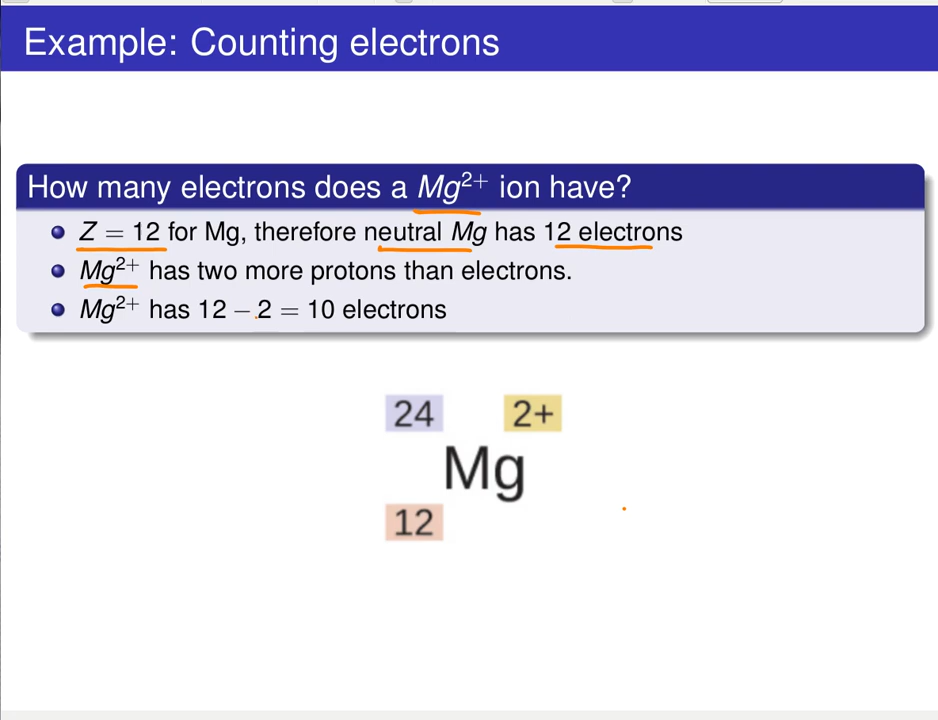 Example: Counting electrons
How many electrons does a Mg²⁺ ion have?
Z = 12 for Mg, therefore neutral Mg has 12 electrons
Mg²⁺ has two more protons than electrons.
Mg²⁺ has 12 − 2 = 10 electrons
24 2+
Mg
12